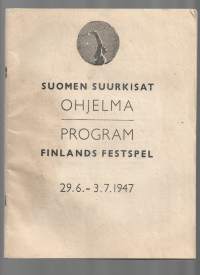 SUOMEN SUURKISAT
OHJELMA
PROGRAM
FINLANDS FESTSPEL
29.6.-3.7.1947